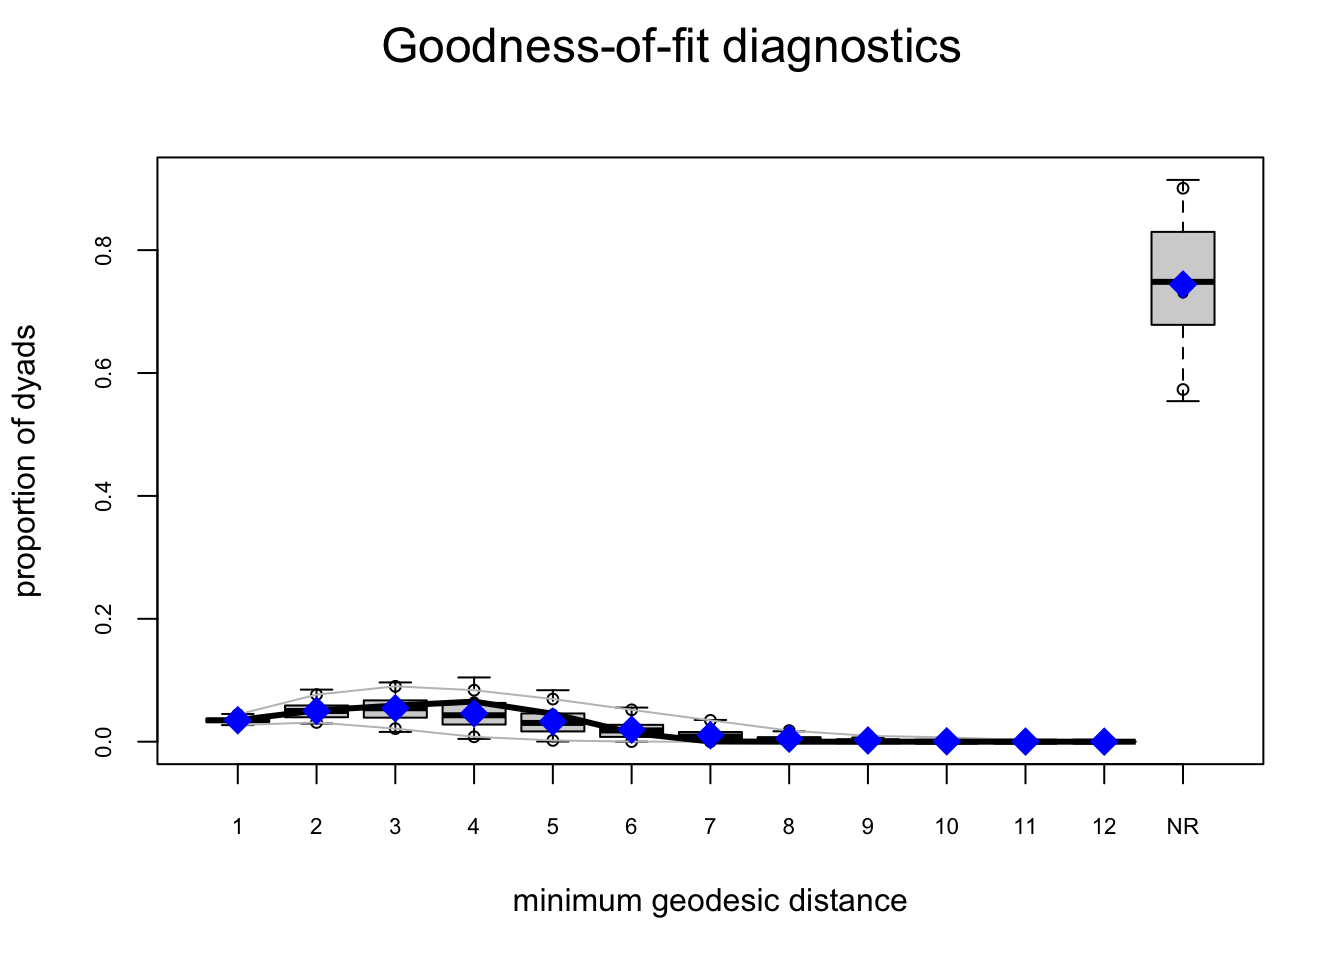 Goodness-of-fit diagnostics
proportion of dyads
0.8
0.6
0.4
0.2
0.0
1 2 3 4 5 6 7 8 9 10 11 12 NR
minimum geodesic distance